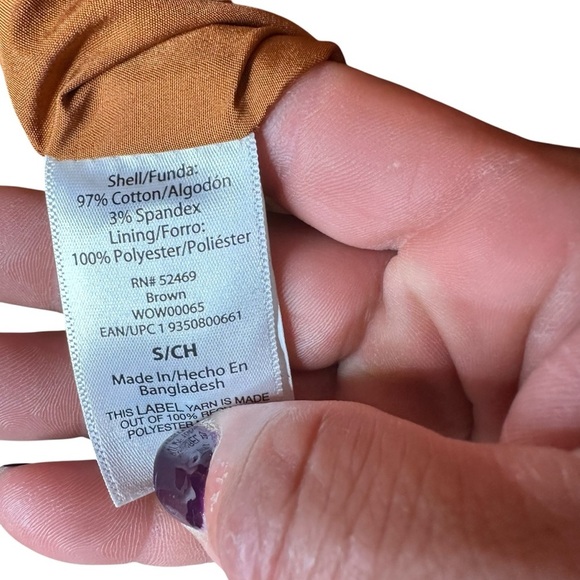 Shell/Funda:
97% Cotton/Algodón
3% Spandex
Lining/Forro:
100% Polyester/Poliéster
RN# 52469
Brown
WOW00065
EAN/UPC 1 9350800661
S/CH
Made In/Hecho En
Bangladesh
THIS LABEL YARN IS MADE
OUT OF 100%
POLYESTER